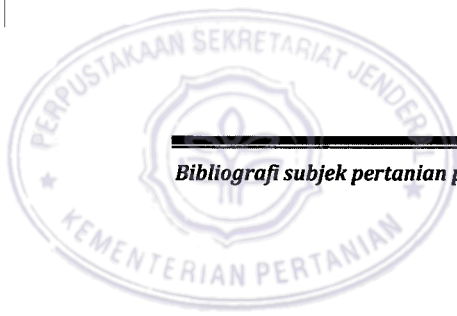 PERPUSTAKAAN SEKRETARIAT JENDERAL
Bibliografi subjek pertanian
KEMENTERIAN PERTANIAN